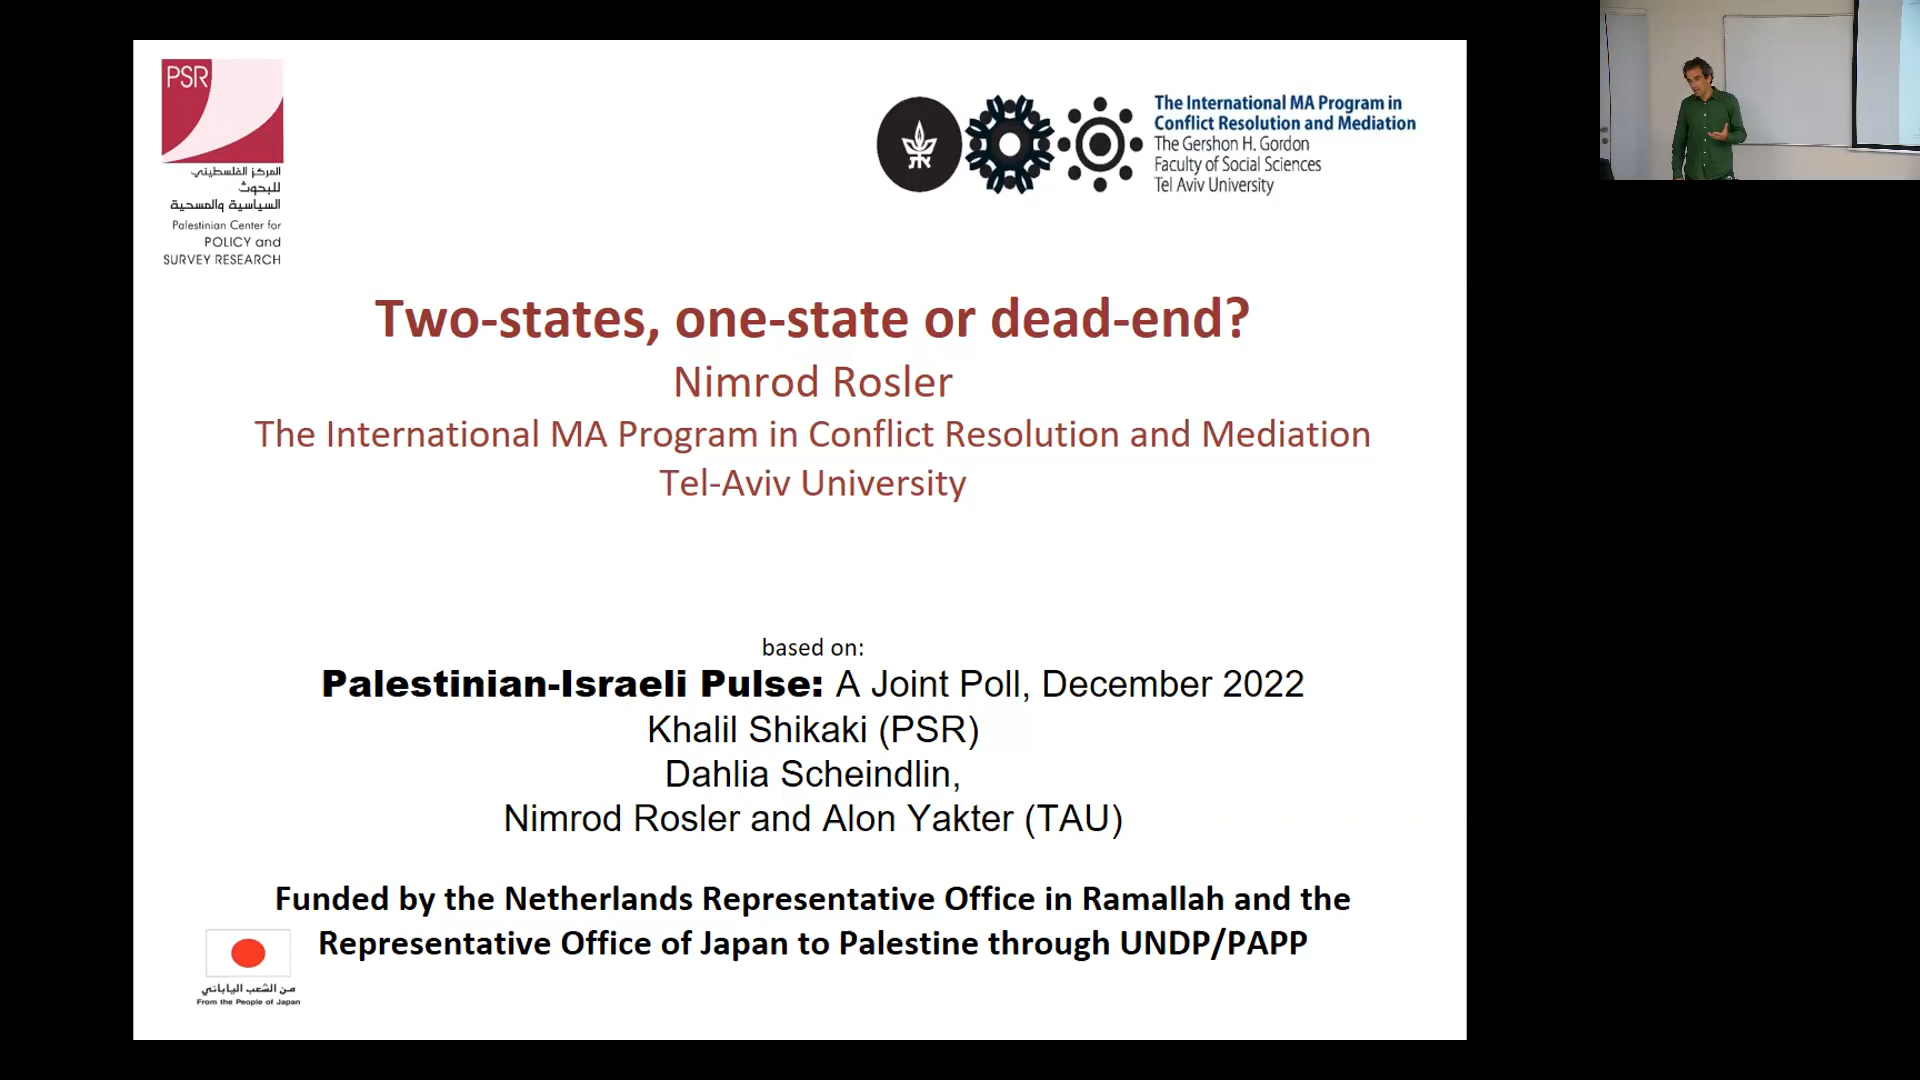 PSR
المركز الفلسطيني
للبحوث
السياسية والمسحية
Palestinian Center for
POLICY and
SURVEY RESEARCH
The International MA Program in
Conflict Resolution and Mediation
The Gershon H. Gordon
Faculty of Social Sciences
Tel Aviv University
Two-states, one-state or dead-end?
Nimrod Rosler
The International MA Program in Conflict Resolution and Mediation
Tel-Aviv University
based on:
Palestinian-Israeli Pulse: A Joint Poll, December 2022
Khalil Shikaki (PSR)
Dahlia Scheindlin,
Nimrod Rosler and Alon Yakter (TAU)
Funded by the Netherlands Representative Office in Ramallah and the
Representative Office of Japan to Palestine through UNDP/PAPP
من الشعب الياباني
From the People of Japan